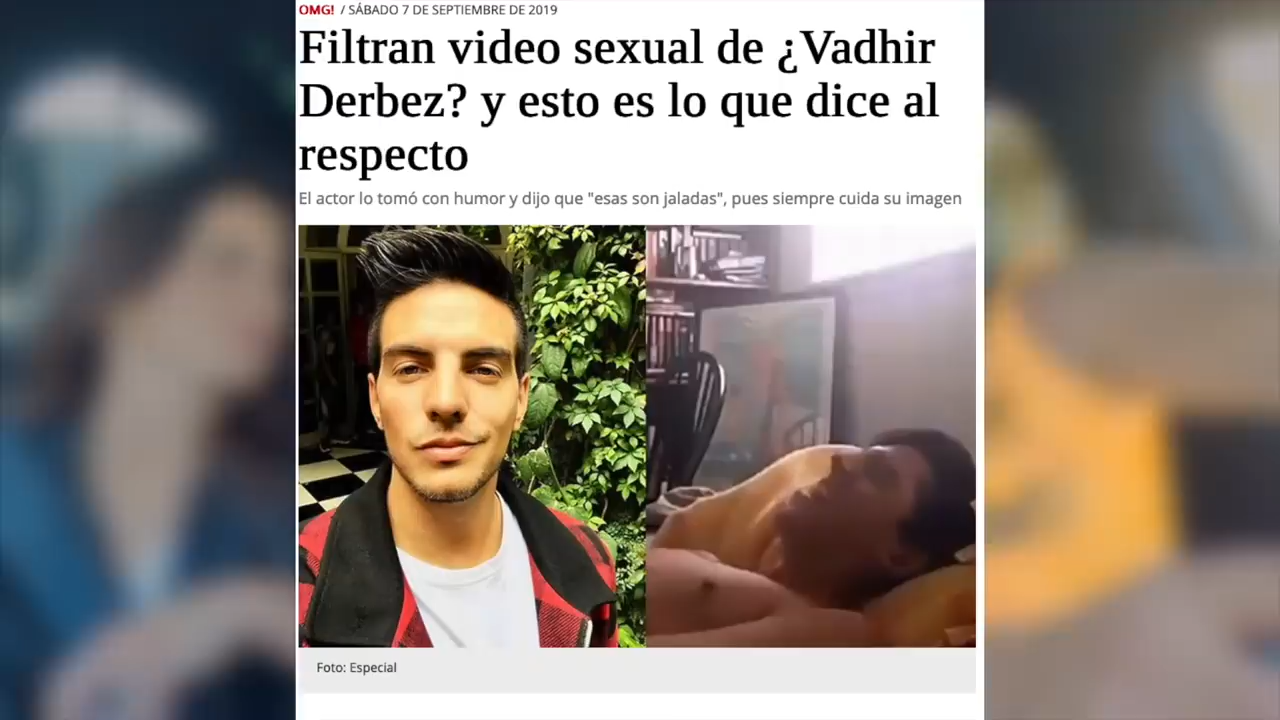 OMG! / SÁBADO 7 DE SEPTIEMBRE DE 2019
Filtran video sexual de ¿Vadhir
Derbez? y esto es lo que dice al
respecto
El actor lo tomó con humor y dijo que "esas son jaladas", pues siempre cuida su imagen
Foto: Especial